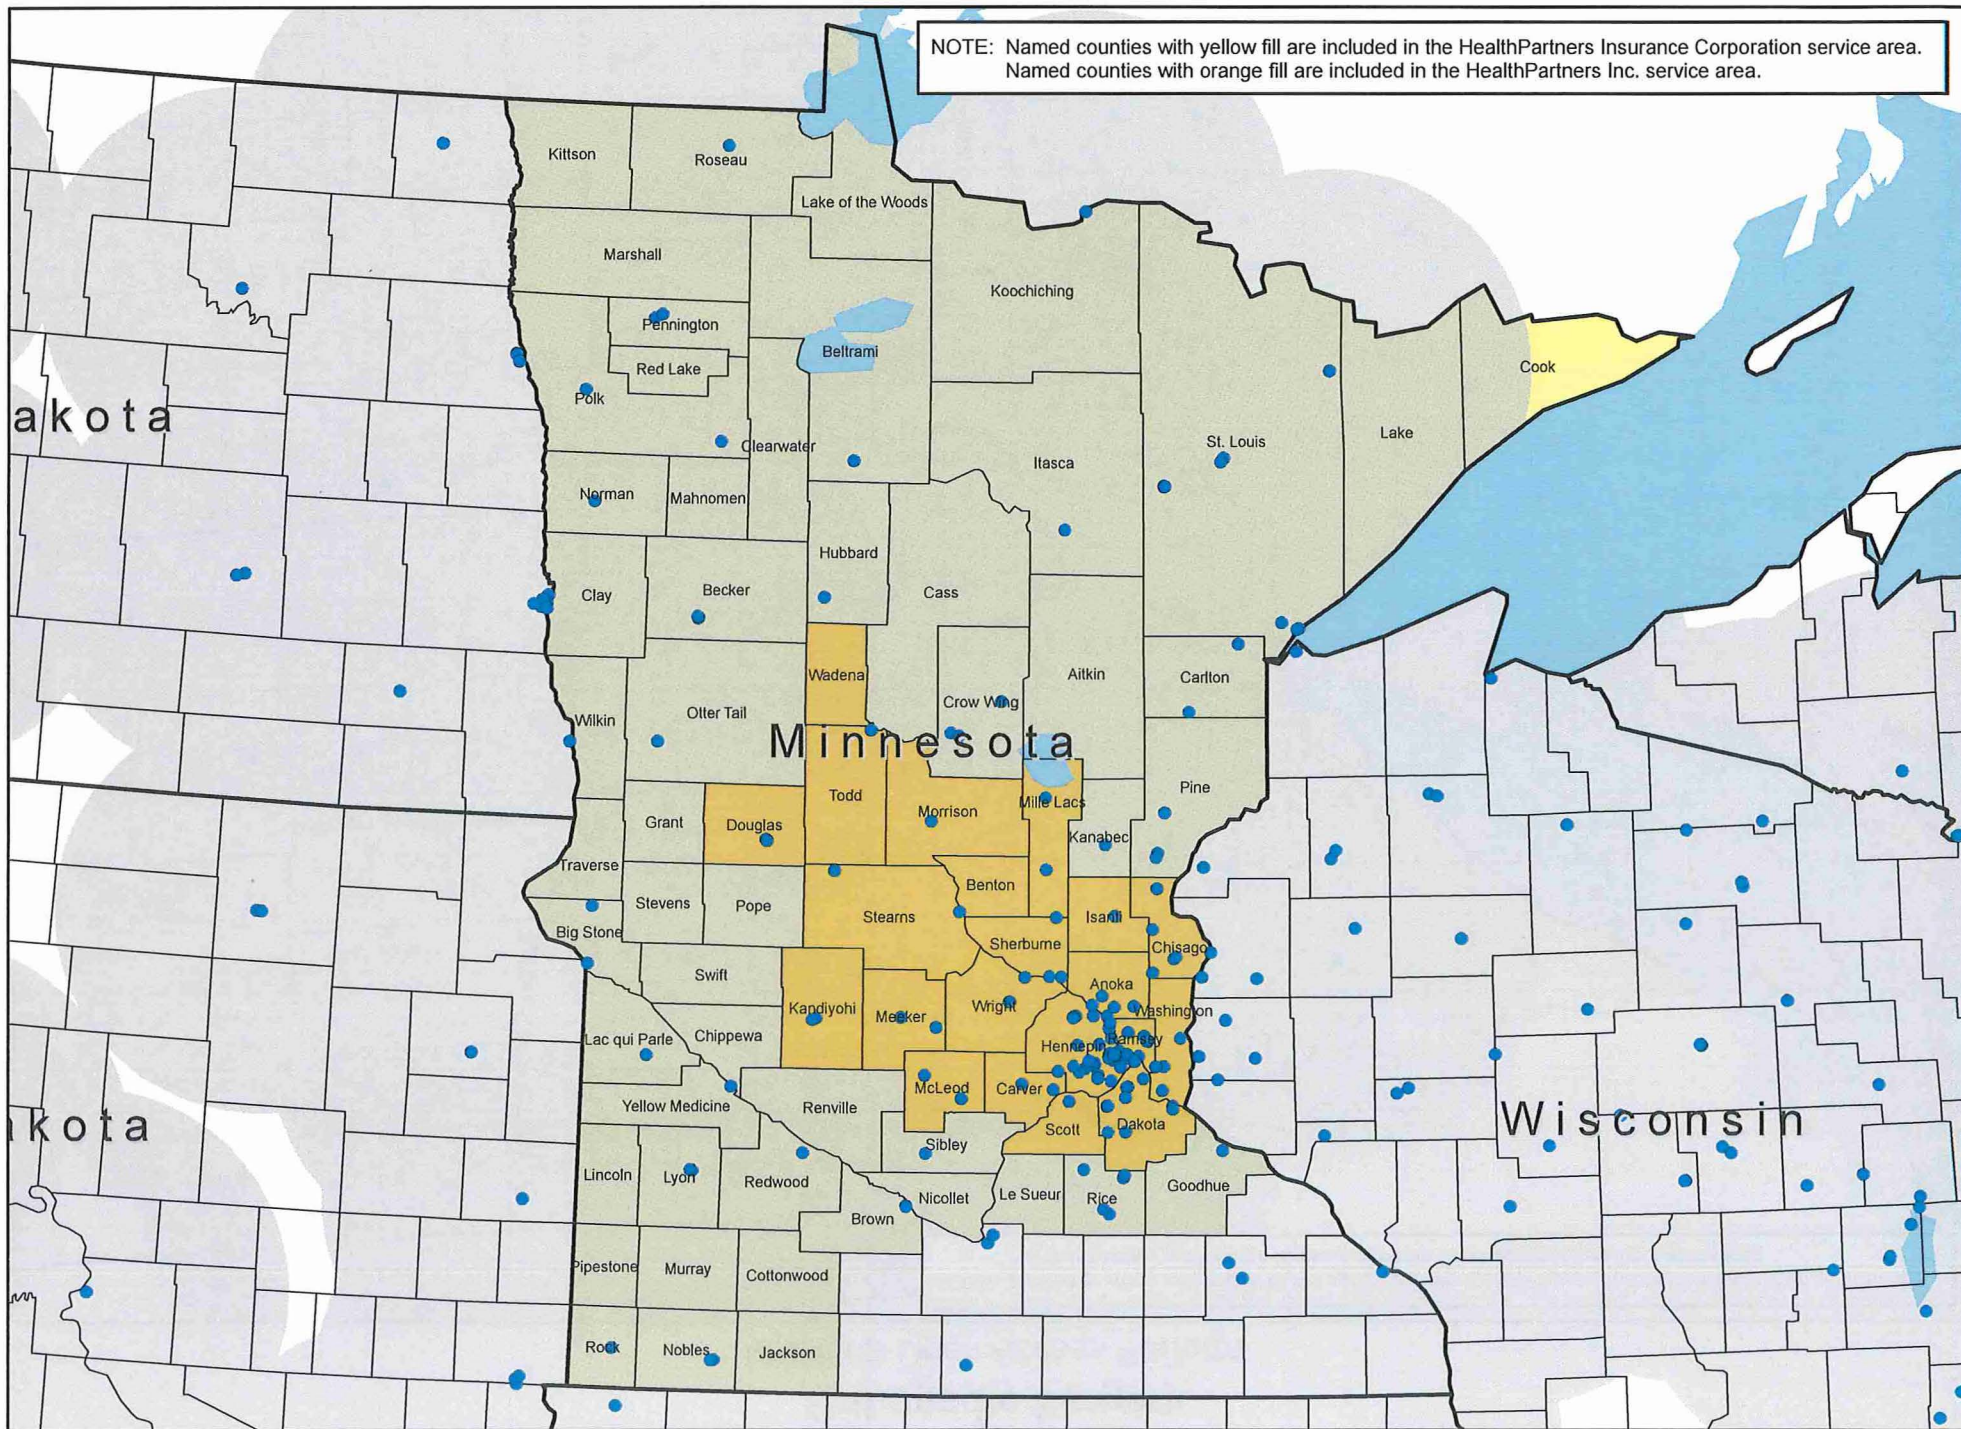 NOTE: Named counties with yellow fill are included in the HealthPartners Insurance Corporation service area.
Named counties with orange fill are included in the HealthPartners Inc. service area.
Kittson
Roseau
Lake of the Woods
Marshall
Koochiching
Pennington
Beltrami
Red Lake
Cook
Polk
akota
Lake
St. Louis
Clearwater
Itasca
Norman
Mahnomen
Hubbard
Becker
Cass
Clay
Wadena
Aitkin
Carlton
Crow Wing
Otter Tail
Wilkin
Minnesota
Pine
Todd
Mille Lacs
Morrison
Grant
Douglas
Kanabec
Traverse
Benton
Stevens
Pope
Stearns
Isanti
Big Stone
Sherburne
Chisago
Swift
Anoka
Kandiyohi
Wright
Washington
Meeker
Chippewa
Lac qui Parle
Hennepin
Ramsey
McLeod
Carver
Yellow Medicine
Renville
Wisconsin
kota
Scott
Dakota
Sibley
Lincoln
Lyon
Redwood
Goodhue
Le Sueur
Nicollet
Rice
Brown
Pipestone
Murray
Cottonwood
Rock
Nobles
Jackson